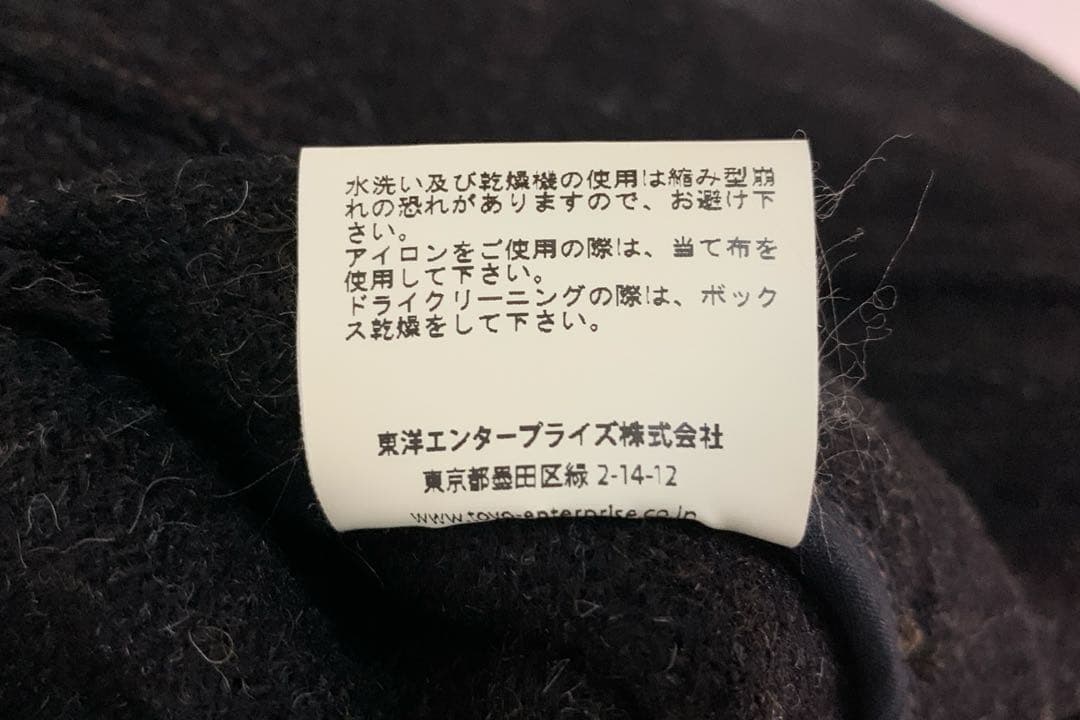 水洗い及び乾燥機の使用は縮み型崩
れの恐れがありますので、お避け下
さい。
アイロンをご使用の際は、当て布を
使用して下さい。
ドライクリーニングの際は、ボック
ス乾燥をして下さい。
東洋エンタープライズ株式会社
東京都墨田区緑 2-14-12
www.toyo-enterprise.co.jp